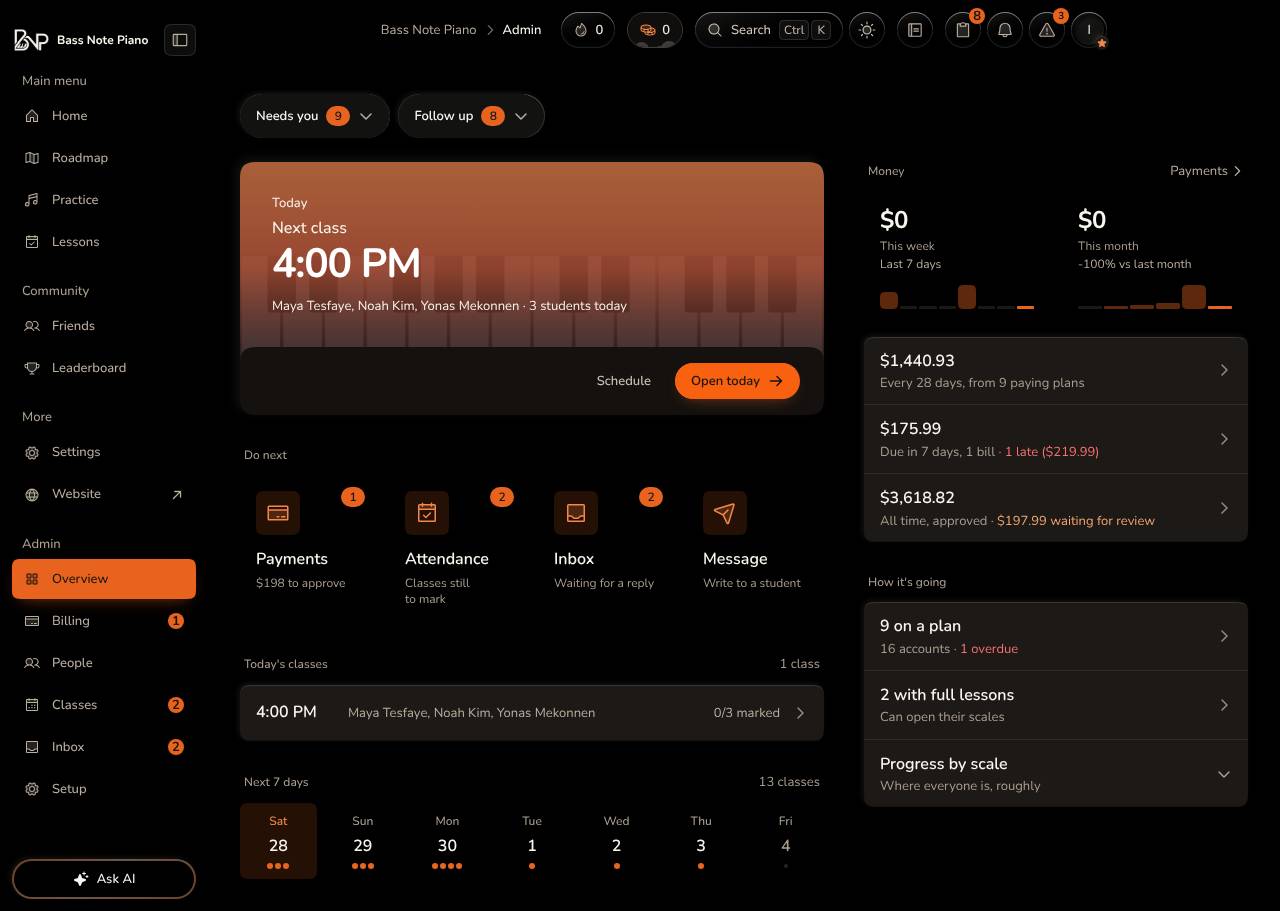 BNP Bass Note Piano
Main menu
Home
Roadmap
Practice
Lessons
Community
Friends
Leaderboard
More
Settings
Website
Admin
Overview
Billing 1
People
Classes 2
Inbox 2
Setup
Ask AI
Bass Note Piano > Admin
0
0
Search Ctrl K
8
3
I
Needs you 9
Follow up 8
Today
Next class
4:00 PM
Maya Tesfaye, Noah Kim, Yonas Mekonnen · 3 students today
Schedule
Open today
Do next
1
Payments
$198 to approve
2
Attendance
Classes still
to mark
2
Inbox
Waiting for a reply
Message
Write to a student
Today's classes
1 class
4:00 PM Maya Tesfaye, Noah Kim, Yonas Mekonnen 0/3 marked
Next 7 days
13 classes
Sat
28
Sun
29
Mon
30
Tue
1
Wed
2
Thu
3
Fri
4
Money
Payments
$0
This week
Last 7 days
$0
This month
-100% vs last month
$1,440.93
Every 28 days, from 9 paying plans
$175.99
Due in 7 days, 1 bill · 1 late ($219.99)
$3,618.82
All time, approved · $197.99 waiting for review
How it's going
9 on a plan
16 accounts · 1 overdue
2 with full lessons
Can open their scales
Progress by scale
Where everyone is, roughly